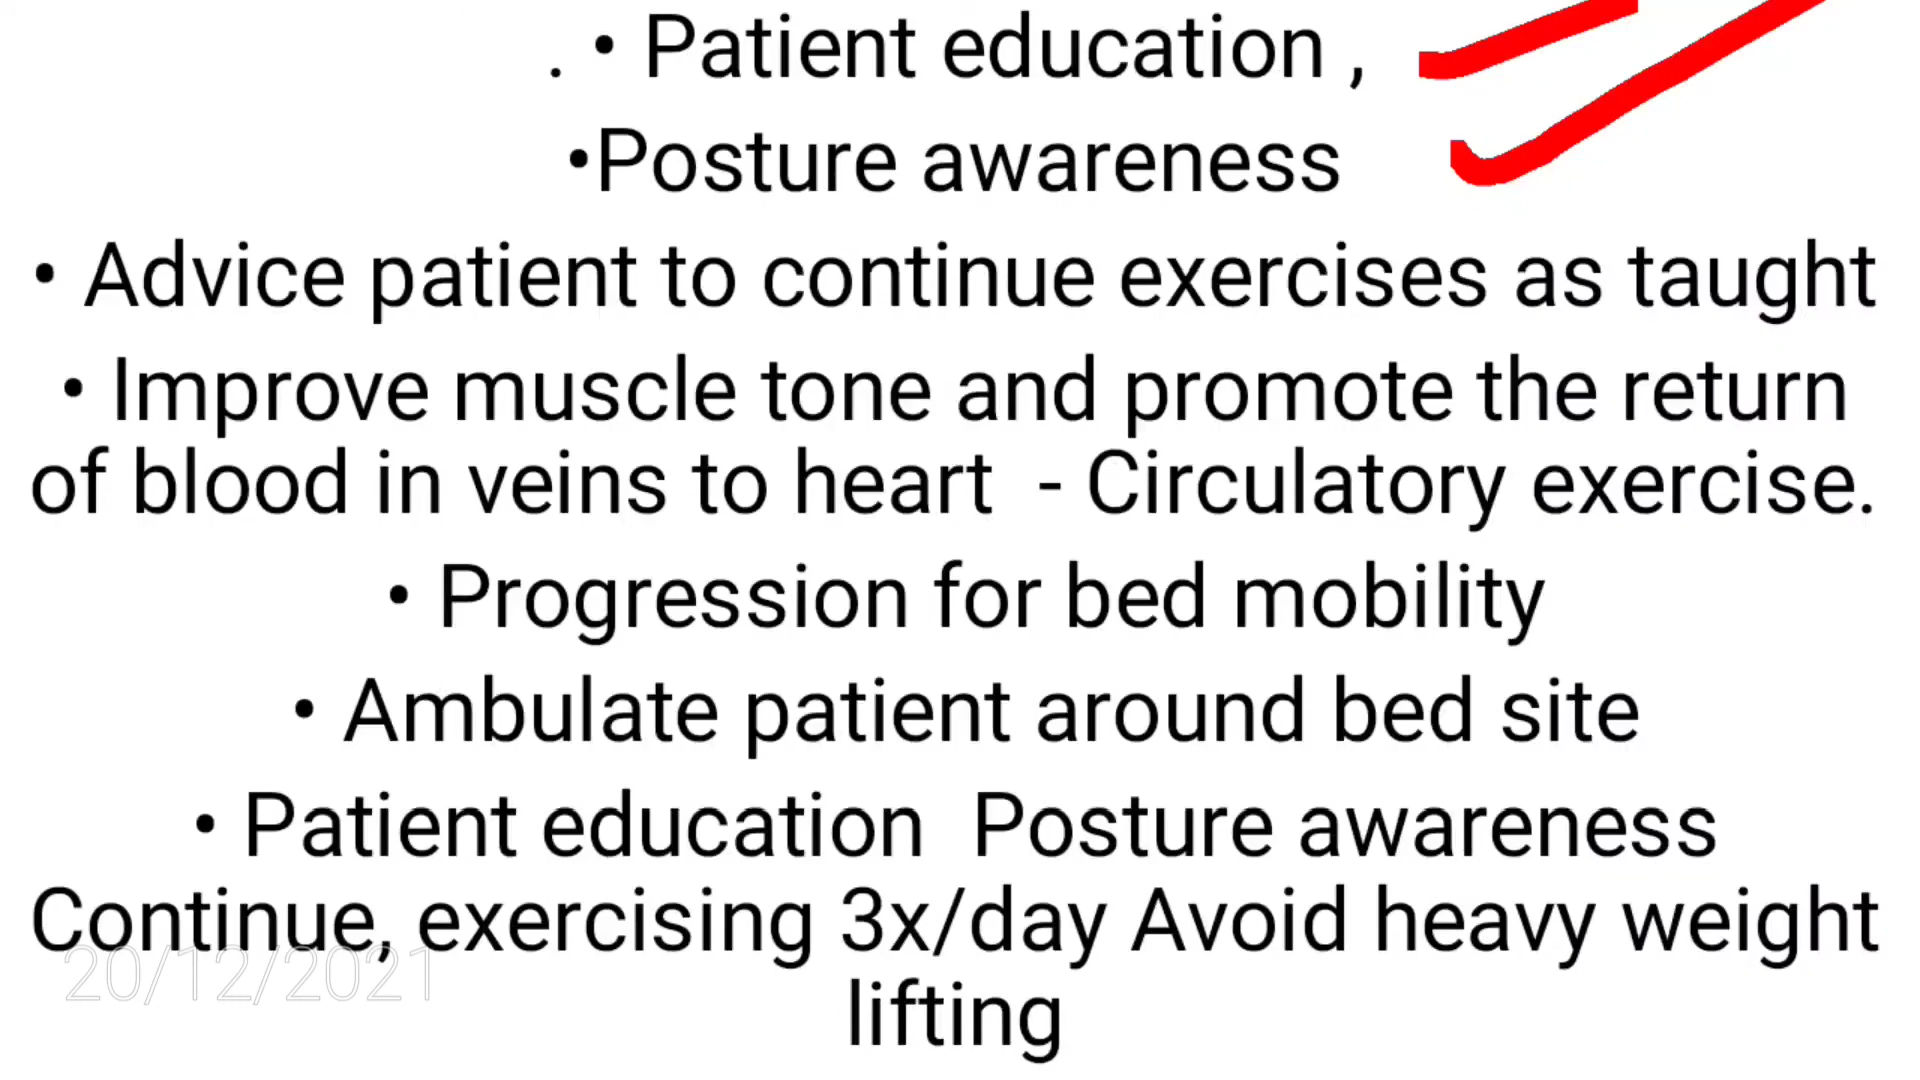 . • Patient education ,
•Posture awareness
• Advice patient to continue exercises as taught
• Improve muscle tone and promote the return
of blood in veins to heart - Circulatory exercise.
• Progression for bed mobility
• Ambulate patient around bed site
• Patient education Posture awareness
Continue, exercising 3x/day Avoid heavy weight
20/12/2021
lifting